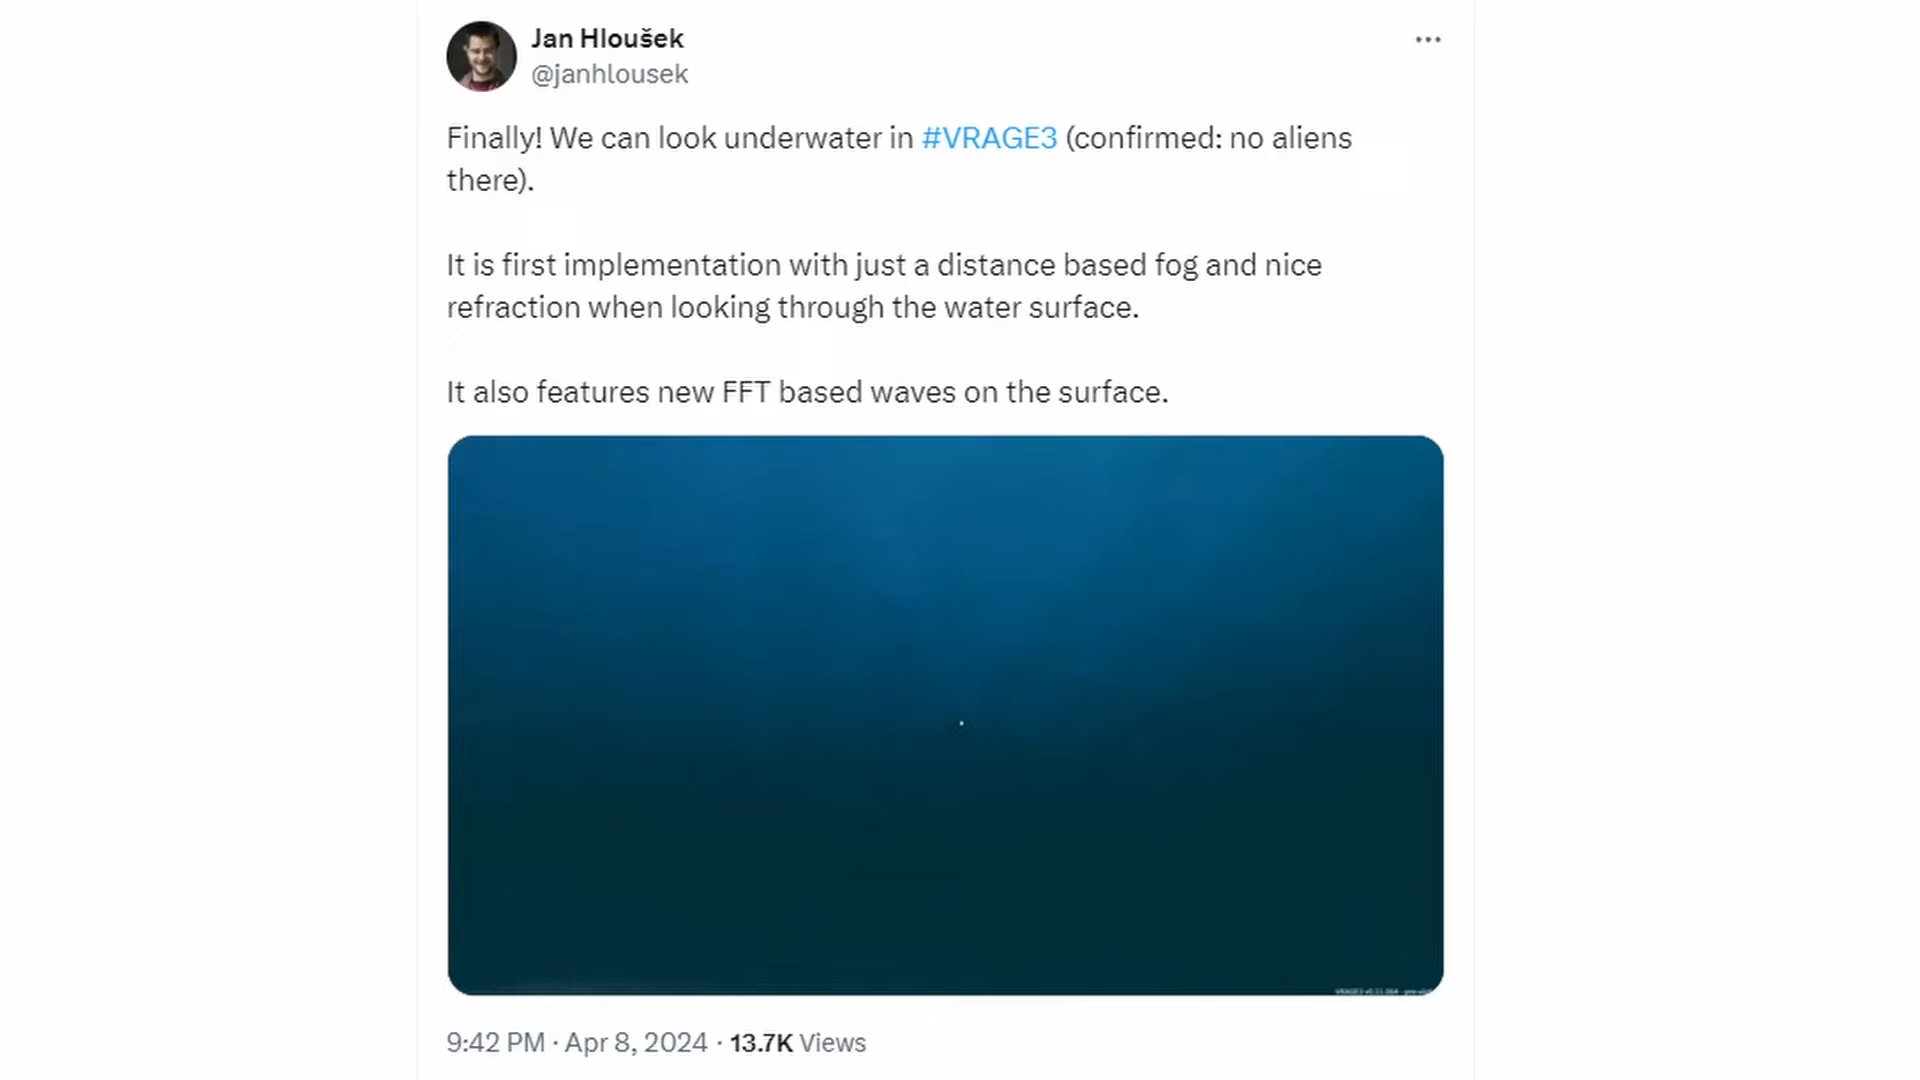 Jan Hloušek
@janhlousek
Finally! We can look underwater in #VRAGE3 (confirmed: no aliens
there).
It is first implementation with just a distance based fog and nice
refraction when looking through the water surface.
It also features new FFT based waves on the surface.
9:42 PM · Apr 8, 2024 · 13.7K Views